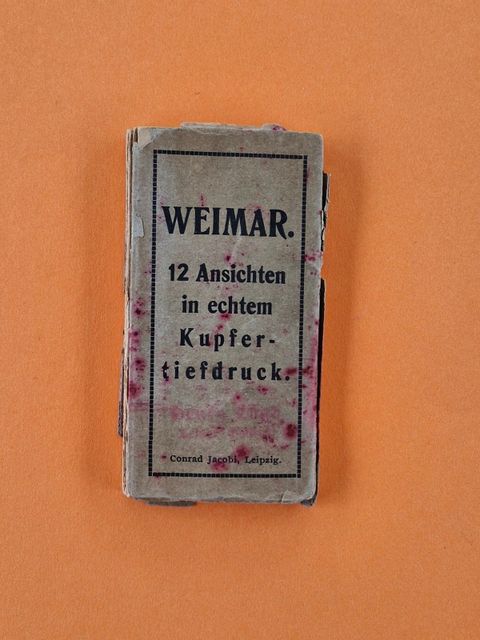 WEIMAR.
12 Ansichten
in echtem
Kupfer-
tiefdruck.
Conrad Jacobi, Leipzig.